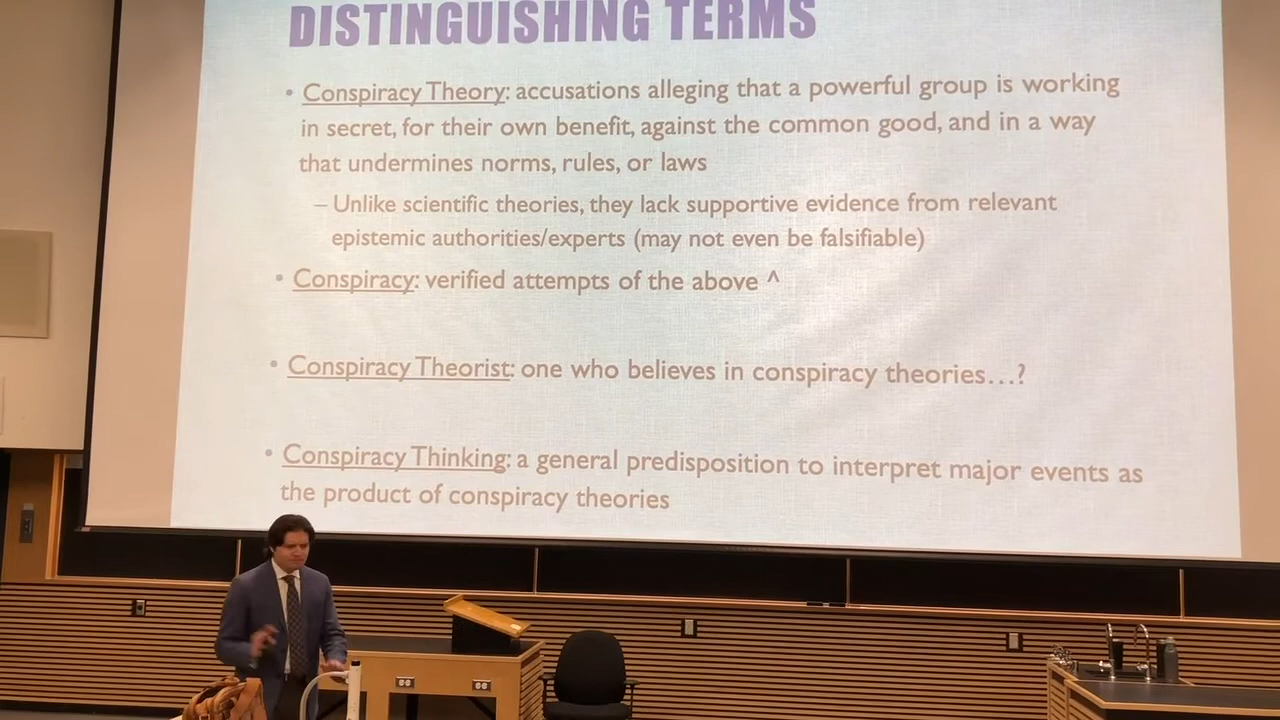 DISTINGUISHING TERMS
• Conspiracy Theory: accusations alleging that a powerful group is working
in secret, for their own benefit, against the common good, and in a way
that undermines norms, rules, or laws
– Unlike scientific theories, they lack supportive evidence from relevant
epistemic authorities/experts (may not even be falsifiable)
• Conspiracy: verified attempts of the above ^
• Conspiracy Theorist: one who believes in conspiracy theories…?
• Conspiracy Thinking: a general predisposition to interpret major events as
the product of conspiracy theories